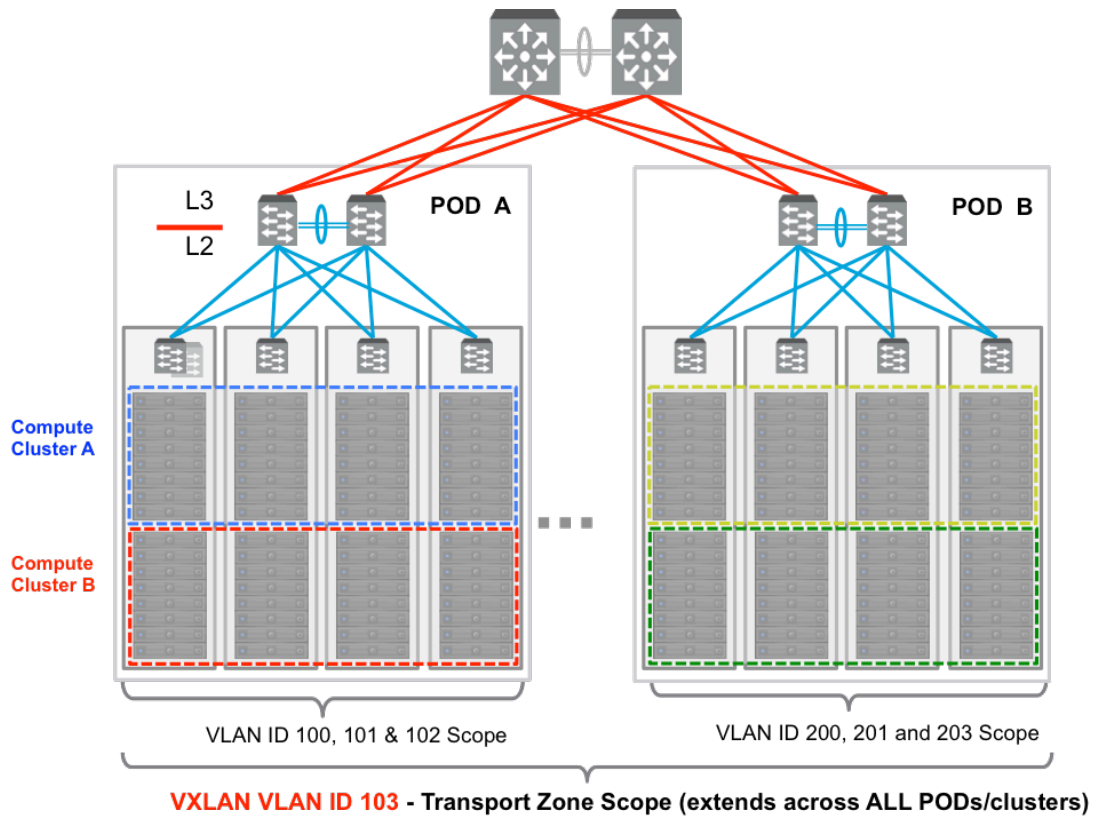 L3
L2
POD A
POD B
Compute
Cluster A
Compute
Cluster B
VLAN ID 100, 101 & 102 Scope
VLAN ID 200, 201 and 203 Scope
VXLAN VLAN ID 103 - Transport Zone Scope (extends across ALL PODs/clusters)